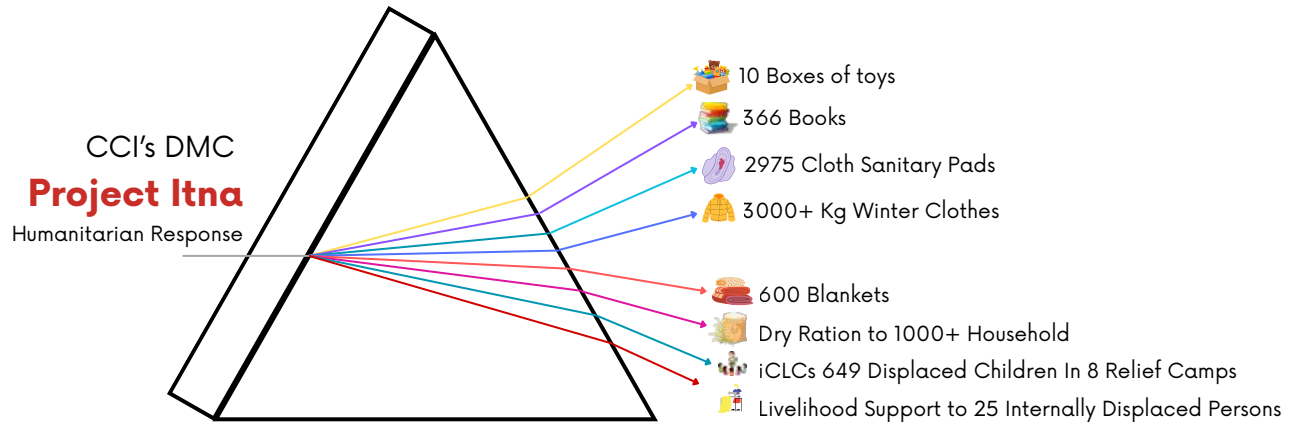 CCI's DMC
Project Itna
Humanitarian Response
10 Boxes of toys
366 Books
2975 Cloth Sanitary Pads
3000+ Kg Winter Clothes
600 Blankets
Dry Ration to 1000+ Household
iCLCs 649 Displaced Children In 8 Relief Camps
Livelihood Support to 25 Internally Displaced Persons